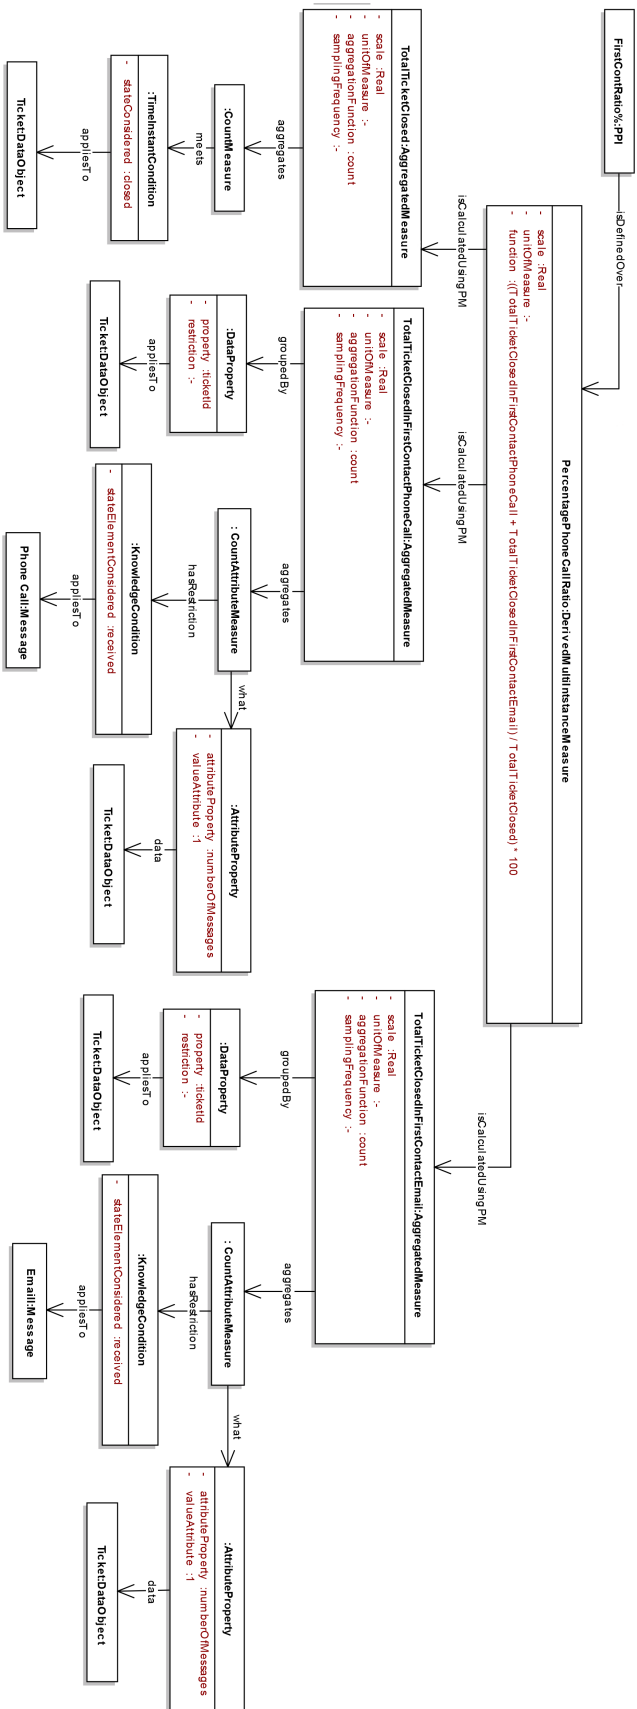 FirstContRatio%:PPI
isDefinedOver
PercentagePhoneCallRatio:DerivedMultiIntstanceMeasure
- scale :Real
- unitOfMeasure :-
- function :((TotalTicketClosedInFirstContactPhoneCall + TotalTicketClosedInFirstContactEmail) / TotalTicketClosed) * 100
isCalculatedUsingPM
isCalculatedUsingPM
isCalculatedUsingPM
TotalTicketClosed:AggregatedMeasure
- scale :Real
- unitOfMeasure :-
- aggregationFunction :count
- samplingFrequency :-
TotalTicketClosedInFirstContactPhoneCall:AggregatedMeasure
- scale :Real
- unitOfMeasure :-
- aggregationFunction :count
- samplingFrequency :-
TotalTicketClosedInFirstContactEmail:AggregatedMeasure
- scale :Real
- unitOfMeasure :-
- aggregationFunction :count
- samplingFrequency :-
aggregates
groupedBy
aggregates
groupedBy
aggregates
:CountMeasure
:DataProperty
- property :ticketId
- restriction :-
: CountAttributeMeasure
what
:AttributeProperty
- attributeProperty :numberOfMessages
- valueAttribute :1
:DataProperty
- property :ticketId
- restriction :-
: CountAttributeMeasure
what
:AttributeProperty
- attributeProperty :numberOfMessages
- valueAttribute :1
meets
appliesTo
hasRestriction
data
appliesTo
hasRestriction
data
:TimeInstantCondition
- stateConsidered :closed
Ticket:DataObject
:KnowledgeCondition
- stateElementConsidered :received
Ticket:DataObject
Ticket:DataObject
:KnowledgeCondition
- stateElementConsidered :received
Ticket:DataObject
appliesTo
appliesTo
appliesTo
Ticket:DataObject
Phone Call:Message
Emaill:Message